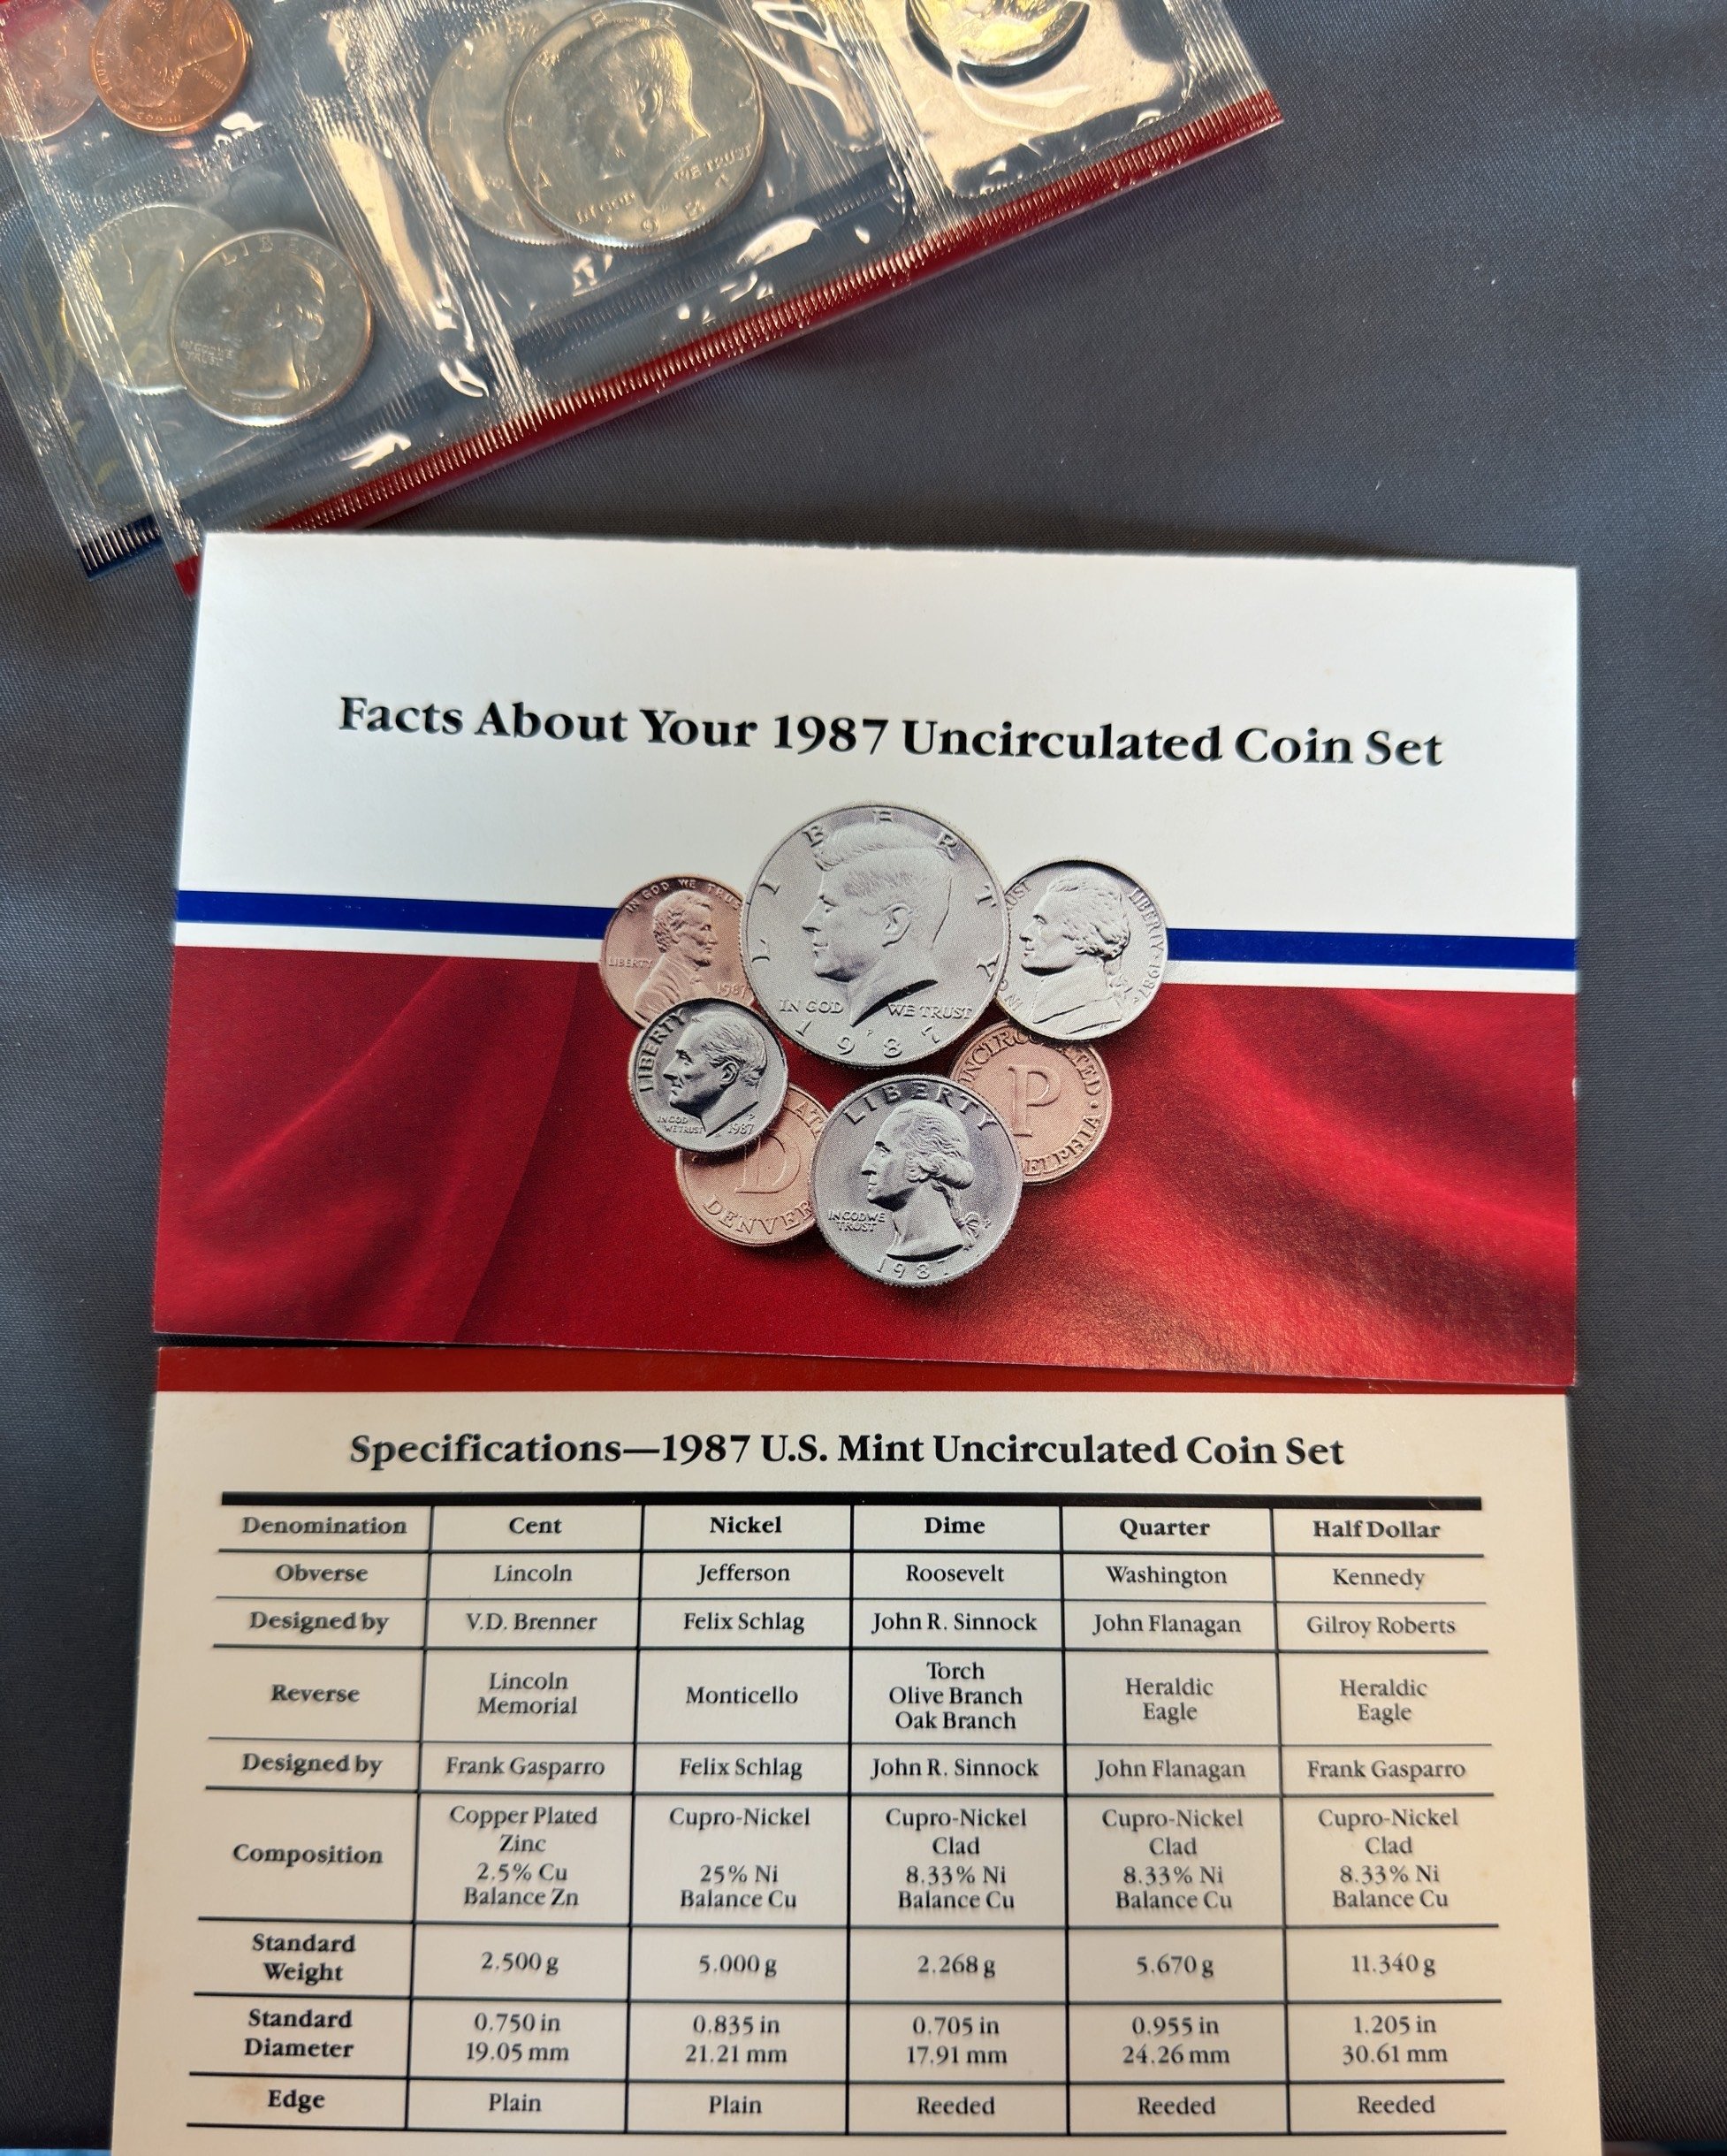 WE TRUST
IN GOD
LIBERTY
IN GOD WE
TRUST
Facts About Your 1987 Uncirculated Coin Set
LIBERTY
IN GOD WE TRUST
LIBERTY
1987
IN GOD WE TRUST
P
1987
LIBERTY · 1987
LIBERTY
IN GOD
WE TRUST
1987
P
D
DENVER
P
LIBERTY
IN GOD WE
TRUST
P
1987
Specifications—1987 U.S. Mint Uncirculated Coin Set
Denomination Cent Nickel Dime Quarter Half Dollar
Obverse Lincoln Jefferson Roosevelt Washington Kennedy
Designed by V.D. Brenner Felix Schlag John R. Sinnock John Flanagan Gilroy Roberts
Reverse Lincoln Memorial Monticello Torch Olive Branch Oak Branch Heraldic Eagle Heraldic Eagle
Designed by Frank Gasparro Felix Schlag John R. Sinnock John Flanagan Frank Gasparro
Composition Copper Plated Zinc 2.5% Cu Balance Zn Cupro-Nickel 25% Ni Balance Cu Cupro-Nickel Clad 8.33% Ni Balance Cu Cupro-Nickel Clad 8.33% Ni Balance Cu Cupro-Nickel Clad 8.33% Ni Balance Cu
Standard Weight 2.500 g 5.000 g 2.268 g 5.670 g 11.340 g
Standard Diameter 0.750 in 19.05 mm 0.835 in 21.21 mm 0.705 in 17.91 mm 0.955 in 24.26 mm 1.205 in 30.61 mm
Edge Plain Plain Reeded Reeded Reeded